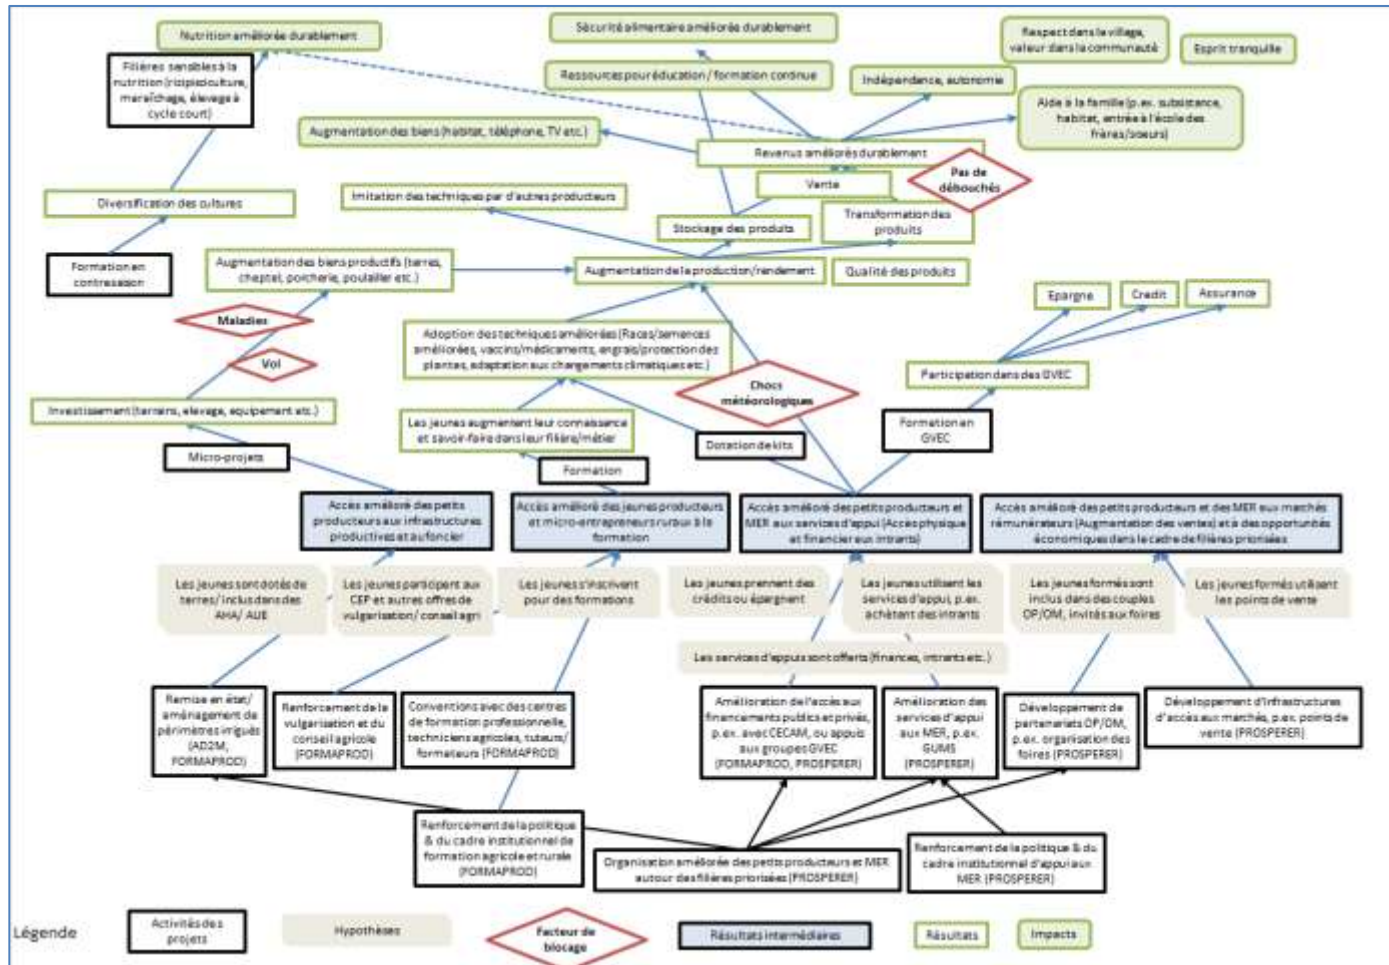 Nutrition améliorée durablement
Sécurité alimentaire améliorée durablement
Respect dans le village,
valeur dans la communauté
Esprit tranquille
Filières sensibles à la
nutrition (rizipisciculture,
maraîchage, élevage à
cycle court)
Ressources pour éducation / formation continue
Indépendance, autonomie
Aide à la famille (p.ex. subsistance,
habitat, entrée à l'école des
frères/soeurs)
Augmentation des biens (habitat, téléphone, TV etc.)
Revenus améliorés durablement
Pas de
débouchés
Vente
Imitation des techniques par d'autres producteurs
Diversification des cultures
Stockage des produits
Transformation des
produits
Formation en
contresaison
Augmentation des biens productifs (terres,
cheptel, porcherie, poulailler etc.)
Augmentation de la production/rendement
Qualité des produits
Epargne
Credit
Assurance
Maladies
Adoption des techniques améliorées (Races/semences
améliorées, vaccins/médicaments, engrais/protection des
plantes, adaptation aux changements climatiques etc.)
Vol
Participation dans des GVEC
Chocs
météorologiques
Investissement (terrains, elevage, equipement etc.)
Les jeunes augmentent leur connaissance
et savoir-faire dans leur filière/métier
Dotation de kits
Formation en
GVEC
Micro-projets
Formation
Accès amélioré des petits
producteurs aux infrastructures
productives et au foncier
Accès amélioré des jeunes producteurs
et micro-entrepreneurs ruraux à la
formation
Accès amélioré des petits producteurs et
MER aux services d'appui (Accès physique
et financier aux intrants)
Accès amélioré des petits producteurs et des MER aux marchés
rémunérateurs (Augmentation des ventes) et à des opportunités
économiques dans le cadre de filières priorisées
Les jeunes sont dotés de
terres/ inclus dans des
AHA/ AUE
Les jeunes participent aux
CEP et autres offres de
vulgarisation/ conseil agri
Les jeunes s'inscrivent
pour des formations
Les jeunes prennent des
crédits ou épargnent
Les jeunes utilisent les
services d'appui, p.ex.
achètent des intrants
Les jeunes formés sont
inclus dans des couples
OP/OM, invités aux foires
Les jeunes formés utilisent
les points de vente
Les services d'appuis sont offerts (finances, intrants etc.)
Remise en état/
aménagement de
périmètres irrigués
(AD2M,
FORMAPROD)
Renforcement de la
vulgarisation et du
conseil agricole
(FORMAPROD)
Conventions avec des centres
de formation professionnelle,
techniciens agricoles, tuteurs/
formateurs (FORMAPROD)
Amélioration de l'accès aux
financements publics et privés,
p.ex. avec CECAM, ou appuis
aux groupes GVEC
(FORMAPROD, PROSPERER)
Amélioration des
services d'appui
aux MER, p.ex.
GUMS
(PROSPERER)
Développement de
partenariats OP/OM,
p.ex. organisation des
foires (PROSPERER)
Développement d'infrastructures
d'accès aux marchés, p.ex. points de
vente (PROSPERER)
Renforcement de la politique
& du cadre institutionnel de
formation agricole et rurale
(FORMAPROD)
Organisation améliorée des petits producteurs et MER
autour des filières priorisées (PROSPERER)
Renforcement de la politique & du
cadre institutionnel d'appui aux
MER (PROSPERER)
Légende
Activités des
projets
Hypothèses
Facteur de
blocage
Résultats intermédiaires
Résultats
Impacts